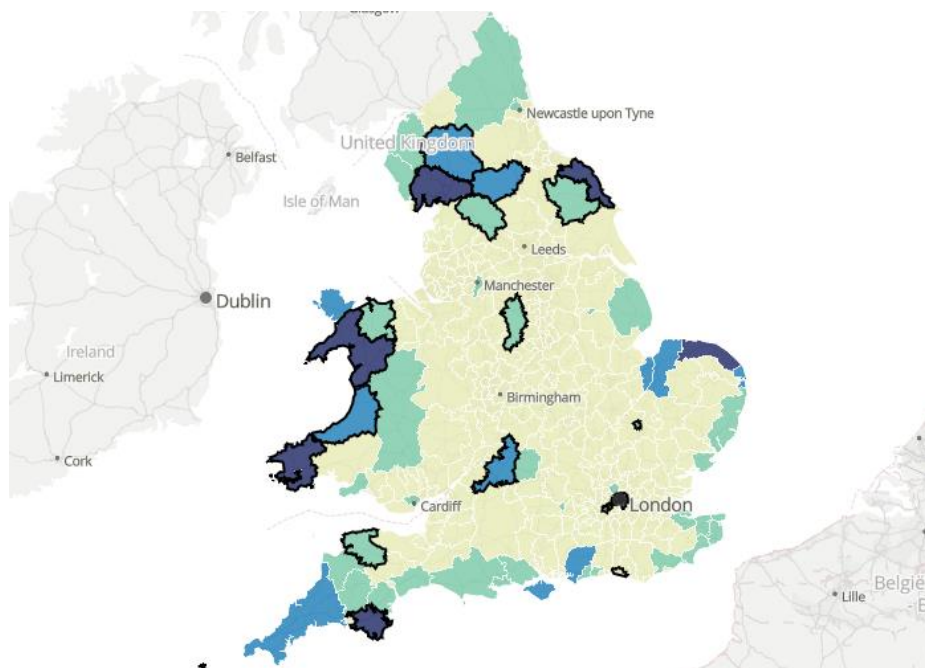 Glasgow
Newcastle upon Tyne
United Kingdom
Belfast
Isle of Man
Leeds
Manchester
Dublin
Ireland
Limerick
Birmingham
Cork
Cardiff
London
Lille